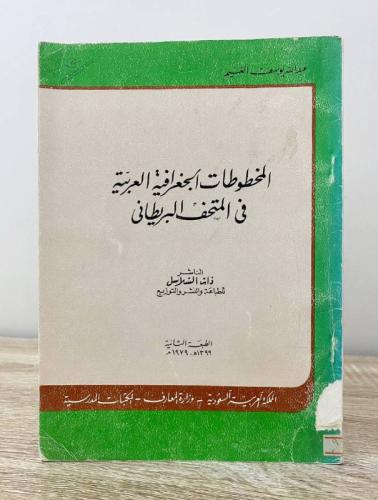 عبدالله يوسف الغنيم
المخطوطات الجغرافية العربية
في المتحف البريطاني
الناشر
ذات السلاسل
للطباعة والنشر والتوزيع
الطبعة الثانية
١٣٩٩هـ - ١٩٧٩م
المملكة العربية السعودية - وزارة المعارف - المكتبات المدرسية